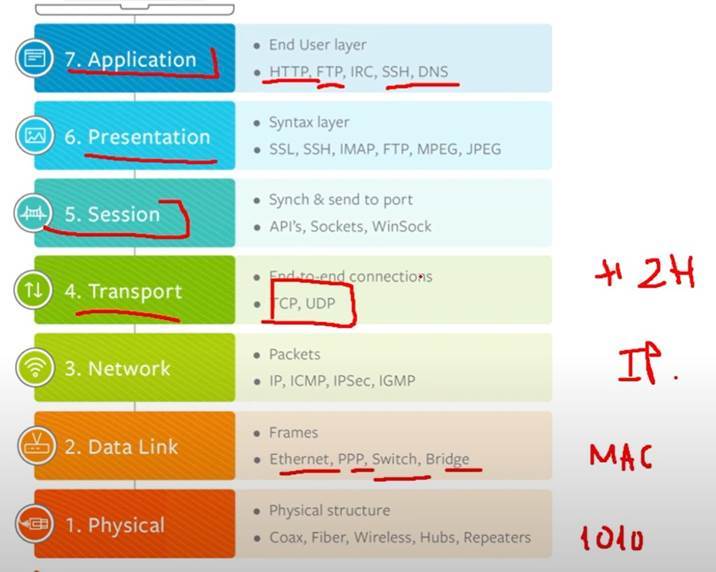 7. Application
• End User layer
• HTTP, FTP, IRC, SSH, DNS
6. Presentation
• Syntax layer
• SSL, SSH, IMAP, FTP, MPEG, JPEG
5. Session
• Synch & send to port
• API's, Sockets, WinSock
4. Transport
• End-to-end connections
• TCP, UDP
2H
3. Network
• Packets
• IP, ICMP, IPSec, IGMP
IP.
2. Data Link
• Frames
• Ethernet, PPP, Switch, Bridge
MAC
1. Physical
• Physical structure
• Coax, Fiber, Wireless, Hubs, Repeaters
1010